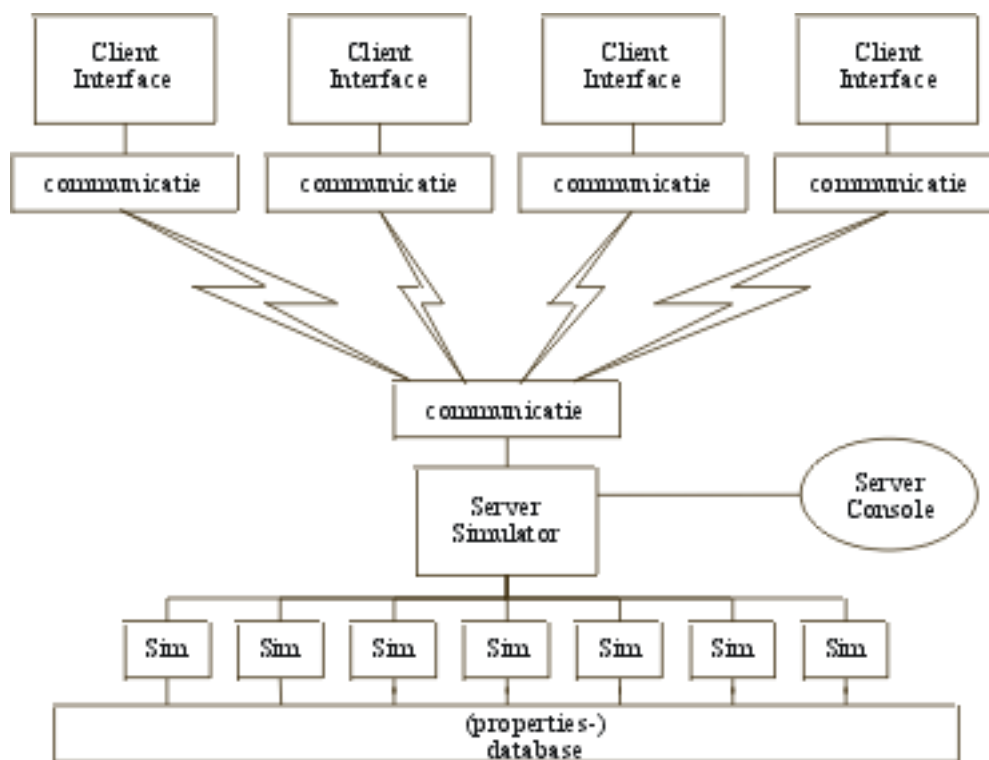 Client
Interface
Client
Interface
Client
Interface
Client
Interface
communicatie
communicatie
communicatie
communicatie
communicatie
Server
Simulator
Server
Console
Sim
Sim
Sim
Sim
Sim
Sim
Sim
(properties-)
database